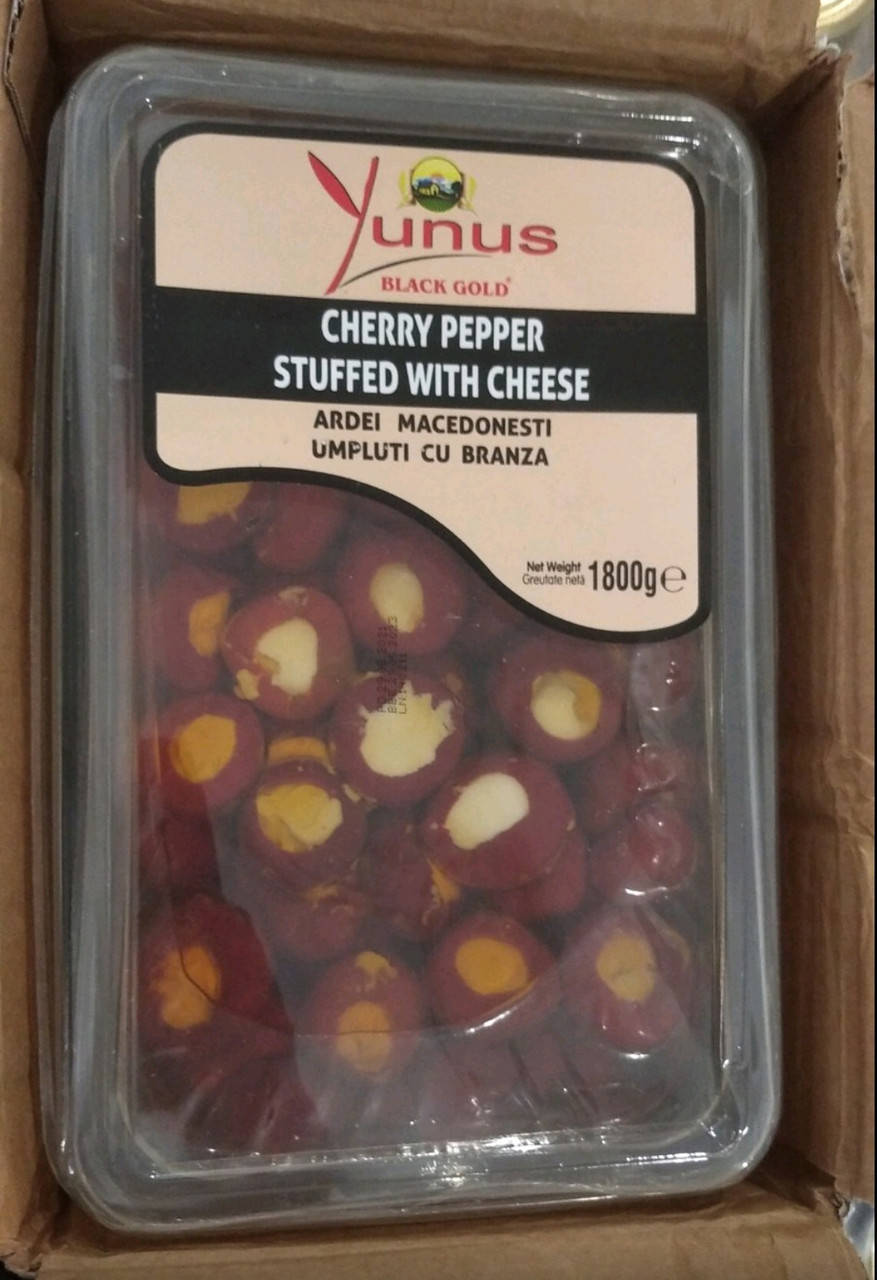 Yunus
BLACK GOLD
CHERRY PEPPER
STUFFED WITH CHEESE
ARDEI MACEDONESTI
UMPLUTI CU BRANZA
Net Weight
Greutate netă
1800g ℮